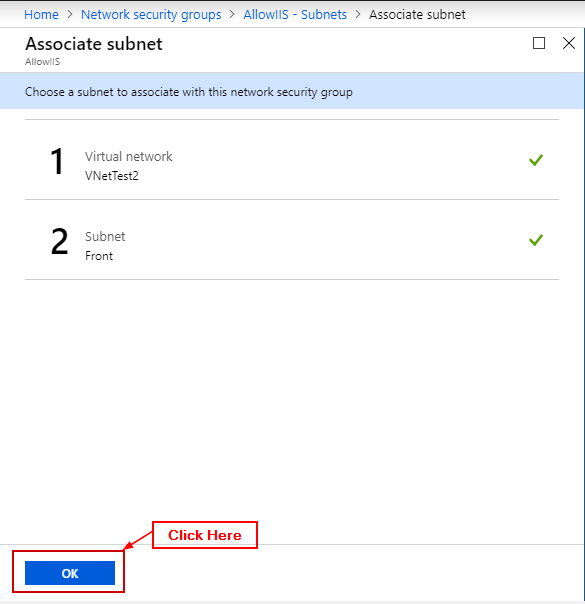 Home > Network security groups > AllowIIS - Subnets > Associate subnet
Associate subnet
AllowIIS
Choose a subnet to associate with this network security group
1 Virtual network
VNetTest2
2 Subnet
Front
Click Here
OK